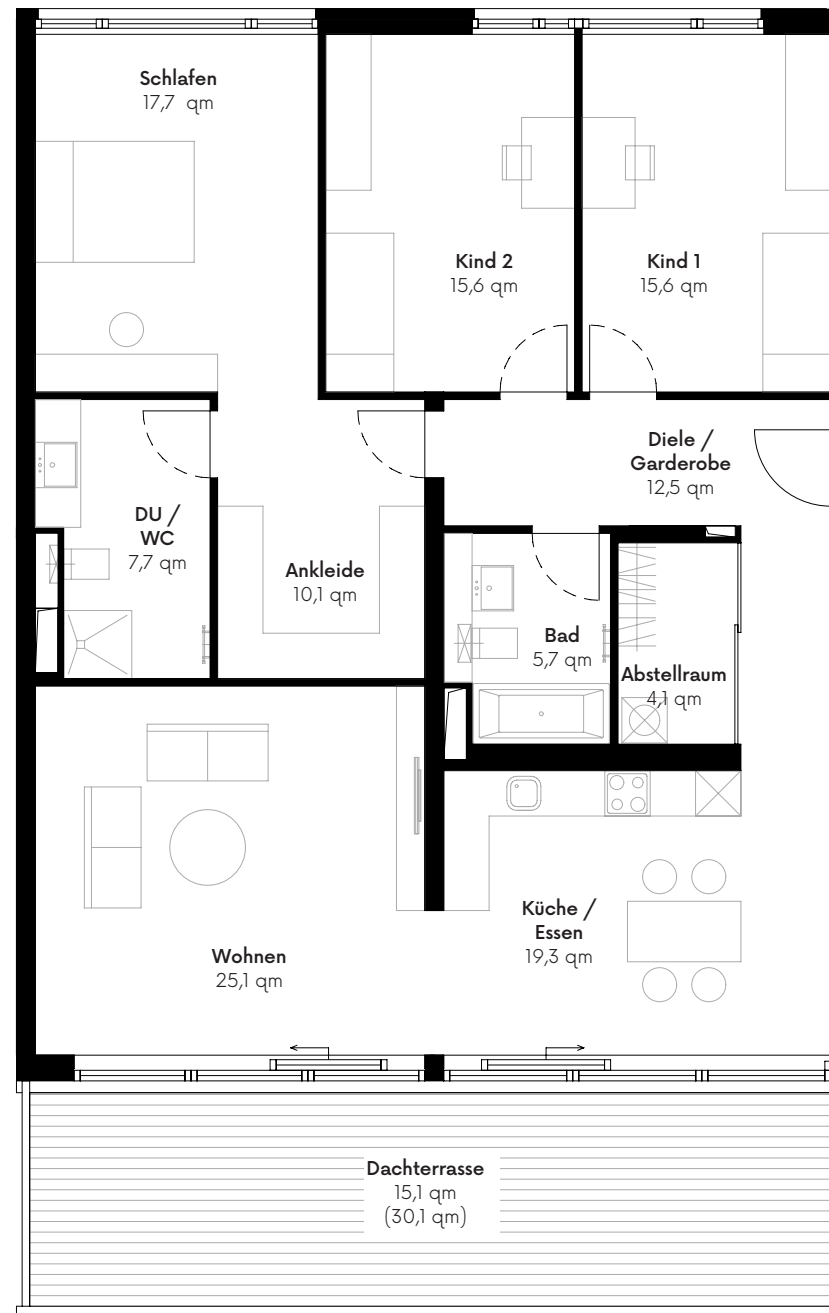 Schlafen
17,7 qm
Kind 2
15,6 qm
Kind 1
15,6 qm
Diele /
Garderobe
12,5 qm
DU /
WC
7,7 qm
Ankleide
10,1 qm
Bad
5,7 qm
Abstellraum
4,1 qm
Wohnen
25,1 qm
Küche /
Essen
19,3 qm
Dachterrasse
15,1 qm
(30,1 qm)